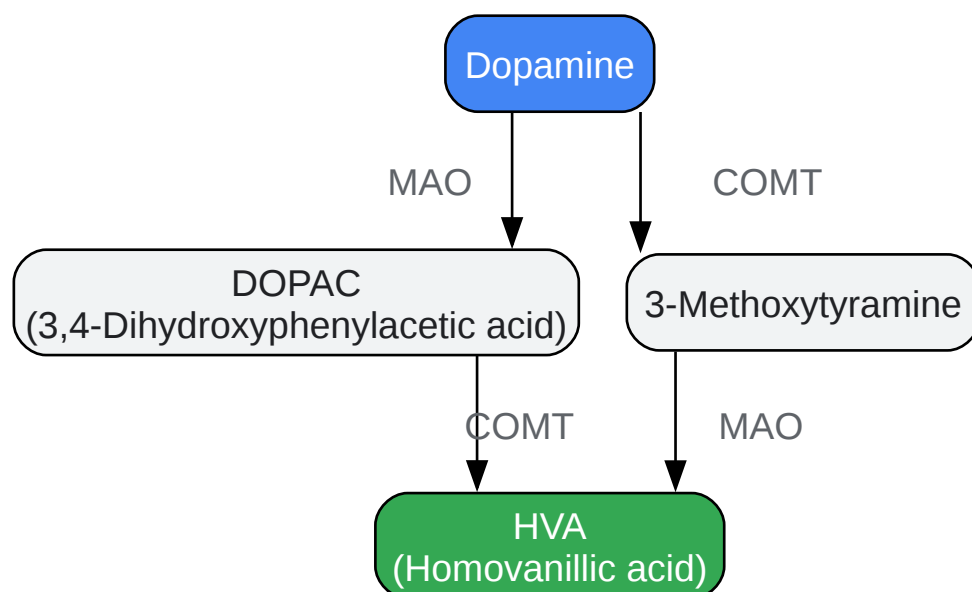 Dopamine
MAO
COMT
DOPAC
(3,4-Dihydroxyphenylacetic acid)
3-Methoxytyramine
COMT
MAO
HVA
(Homovanillic acid)